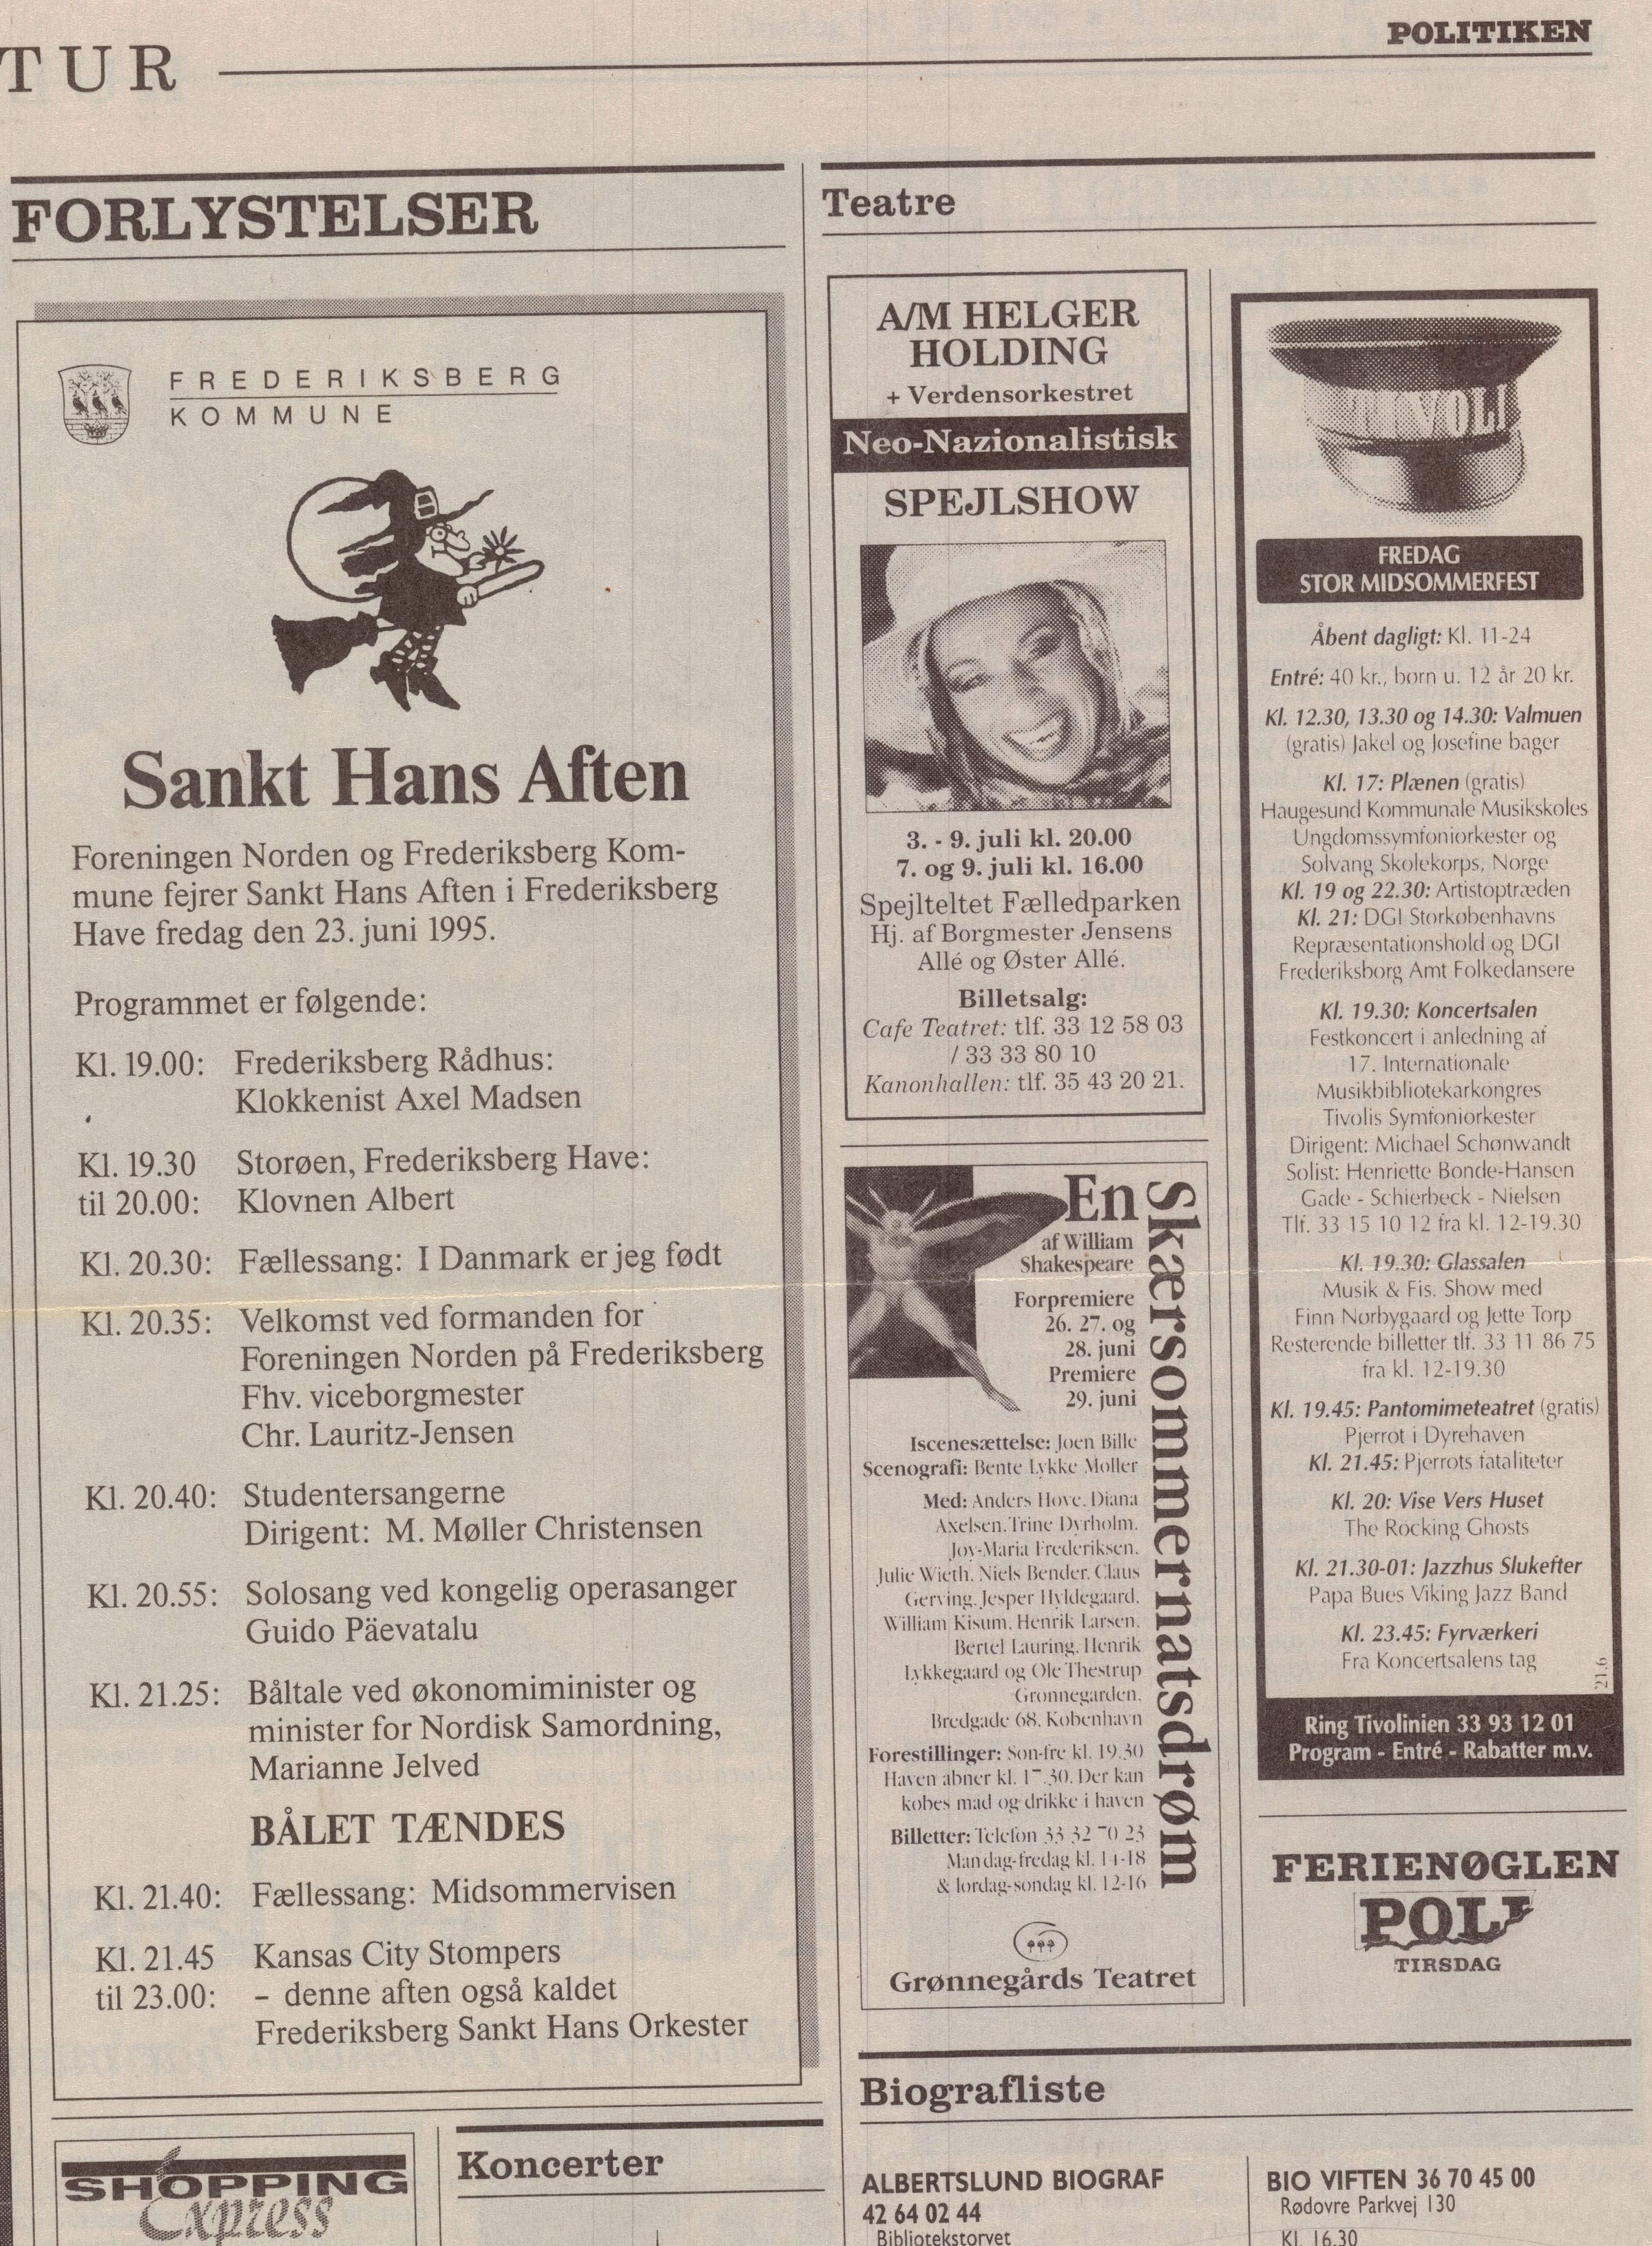 TUR
POLITIKEN
FORLYSTELSER
FREDERIKSBERG
KOMMUNE
Sankt Hans Aften
Foreningen Norden og Frederiksberg Kom-
mune fejrer Sankt Hans Aften i Frederiksberg
Have fredag den 23. juni 1995.
Programmet er følgende:
Kl. 19.00: Frederiksberg Rådhus:
Klokkenist Axel Madsen
Kl. 19.30 Storøen, Frederiksberg Have:
til 20.00: Klovnen Albert
Kl. 20.30: Fællessang: I Danmark er jeg født
Kl. 20.35: Velkomst ved formanden for
Foreningen Norden på Frederiksberg
Fhv. viceborgmester
Chr. Lauritz-Jensen
Kl. 20.40: Studentersangerne
Dirigent: M. Møller Christensen
Kl. 20.55: Solosang ved kongelig operasanger
Guido Päevatalu
Kl. 21.25: Båltale ved økonomiminister og
minister for Nordisk Samordning,
Marianne Jelved
BÅLET TÆNDES
Kl. 21.40: Fællessang: Midsommervisen
Kl. 21.45 Kansas City Stompers
til 23.00: – denne aften også kaldet
Frederiksberg Sankt Hans Orkester
SHOPPING
Express
Koncerter
Teatre
A/M HELGER
HOLDING
+ Verdensorkestret
Neo-Nazionalistisk
SPEJLSHOW
3. - 9. juli kl. 20.00
7. og 9. juli kl. 16.00
Spejlteltet Fælledparken
Hj. af Borgmester Jensens
Allé og Øster Allé.
Billetsalg:
Cafe Teatret: tlf. 33 12 58 03
/ 33 33 80 10
Kanonhallen: tlf. 35 43 20 21.
En
Skærsommernatsdrøm
af William
Shakespeare
Forpremiere
26. 27. og
28. juni
Premiere
29. juni
Iscenesættelse: Joen Bille
Scenografi: Bente Lykke Møller
Med: Anders Hove, Diana
Axelsen, Trine Dyrholm,
Joy-Maria Frederiksen,
Julie Wieth, Niels Bender, Claus
Gerving, Jesper Hyldegaard,
William Kisum, Henrik Larsen,
Bertel Lauring, Henrik
Lykkegaard og Ole Thestrup
Grønnegården,
Bredgade 68, København
Forestillinger: Søn-fre kl. 19.30
Haven åbner kl. 17.30. Der kan
købes mad og drikke i haven
Billetter: Telefon 33 32 70 23
Mandag-fredag kl. 14-18
& lørdag-søndag kl. 12-16
Grønnegårds Teatret
TIVOLI
FREDAG
STOR MIDSOMMERFEST
Åbent dagligt: Kl. 11-24
Entré: 40 kr., børn u. 12 år 20 kr.
Kl. 12.30, 13.30 og 14.30: Valmuen
(gratis) Jakel og Josefine bager
Kl. 17: Plænen (gratis)
Haugesund Kommunale Musikskoles
Ungdomssymfoniorkester og
Solvang Skolekorps, Norge
Kl. 19 og 22.30: Artistoptræden
Kl. 21: DGI Storkøbenhavns
Repræsentationshold og DGI
Frederiksborg Amt Folkedansere
Kl. 19.30: Koncertsalen
Festkoncert i anledning af
17. Internationale
Musikbibliotekarkongres
Tivolis Symfoniorkester
Dirigent: Michael Schønwandt
Solist: Henriette Bonde-Hansen
Gade - Schierbeck - Nielsen
Tlf. 33 15 10 12 fra kl. 12-19.30
Kl. 19.30: Glassalen
Musik & Fis. Show med
Finn Nørbygaard og Jette Torp
Resterende billetter tlf. 33 11 86 75
fra kl. 12-19.30
Kl. 19.45: Pantomimeteatret (gratis)
Pjerrot i Dyrehaven
Kl. 21.45: Pjerrots fataliteter
Kl. 20: Vise Vers Huset
The Rocking Ghosts
Kl. 21.30-01: Jazzhus Slukefter
Papa Bues Viking Jazz Band
Kl. 23.45: Fyrværkeri
Fra Koncertsalens tag
21.6
Ring Tivolinien 33 93 12 01
Program - Entré - Rabatter m.v.
FERIENØGLEN
POL
TIRSDAG
Biografliste
ALBERTSLUND BIOGRAF
42 64 02 44
Bibliotekstorvet
BIO VIFTEN 36 70 45 00
Rødovre Parkvej 130
Kl. 16.30